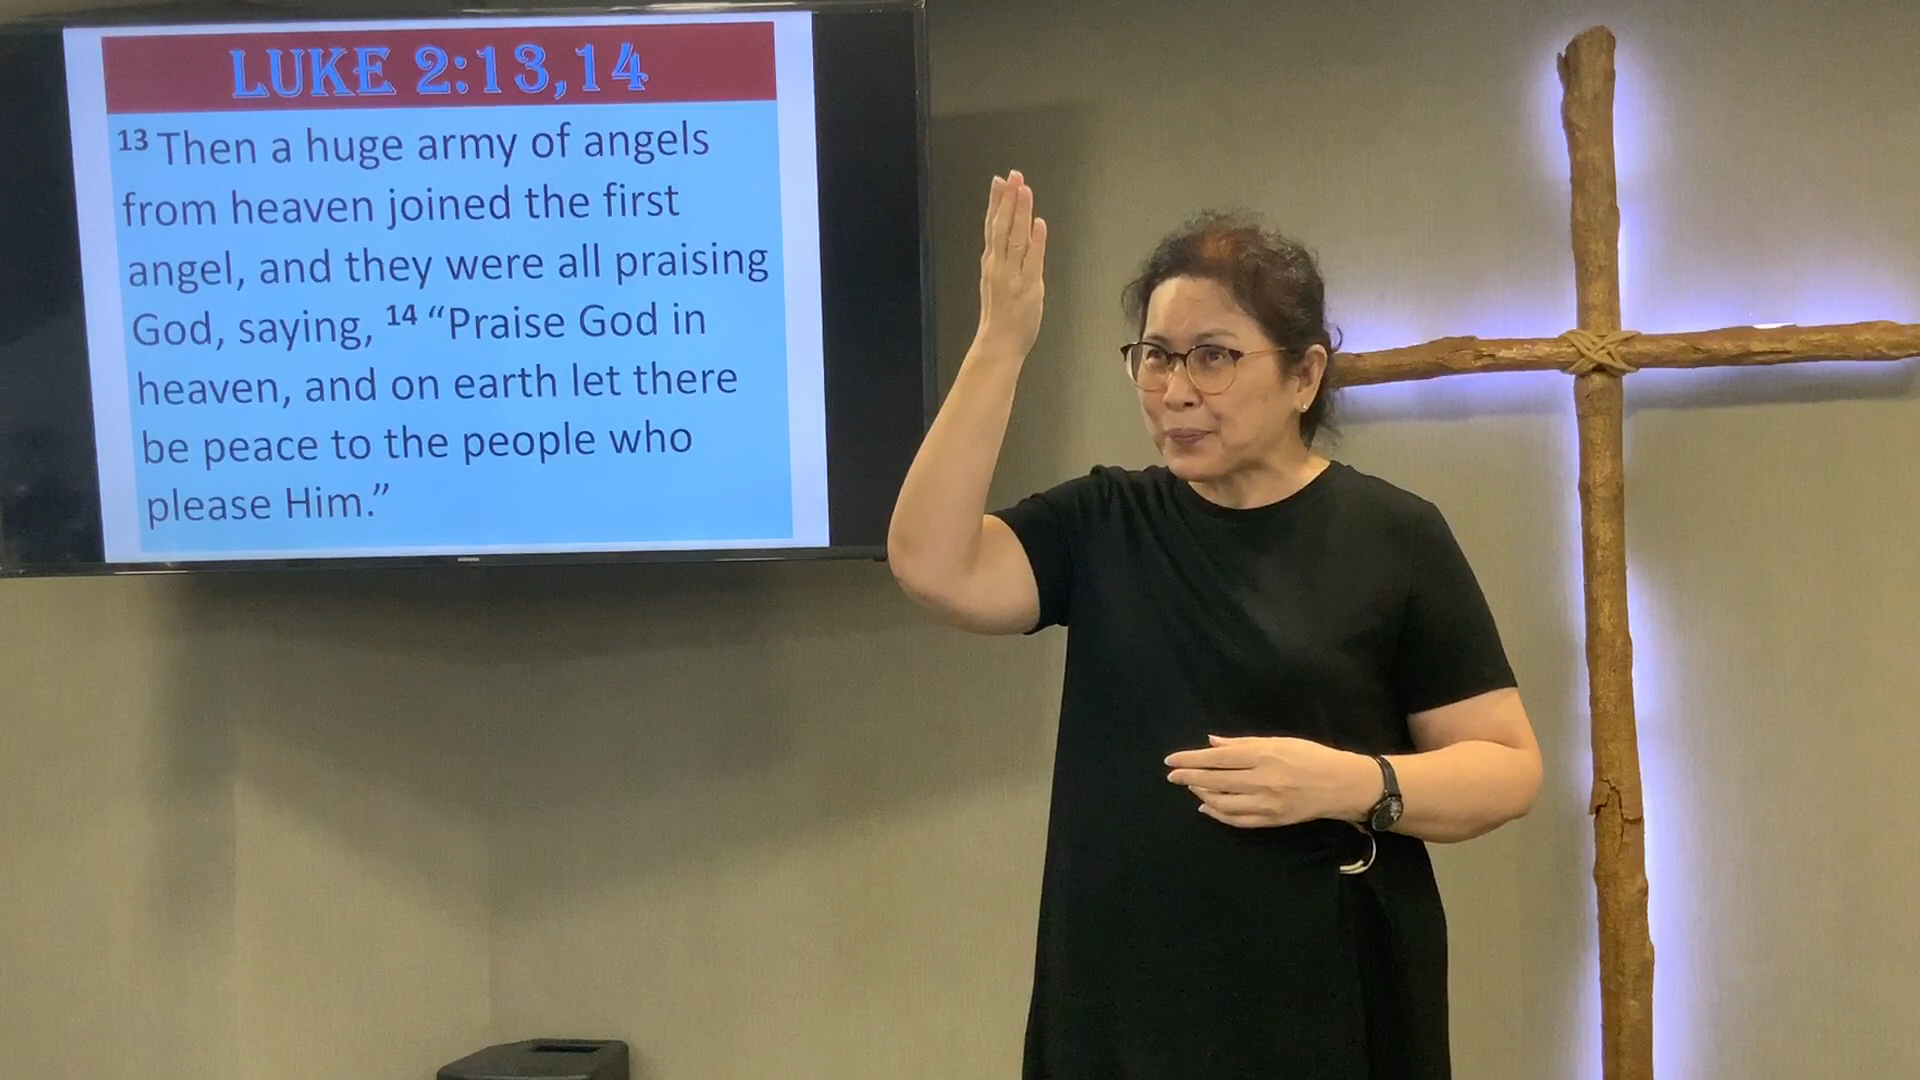 LUKE 2:13,14
13 Then a huge army of angels
from heaven joined the first
angel, and they were all praising
God, saying, 14 “Praise God in
heaven, and on earth let there
be peace to the people who
please Him.”